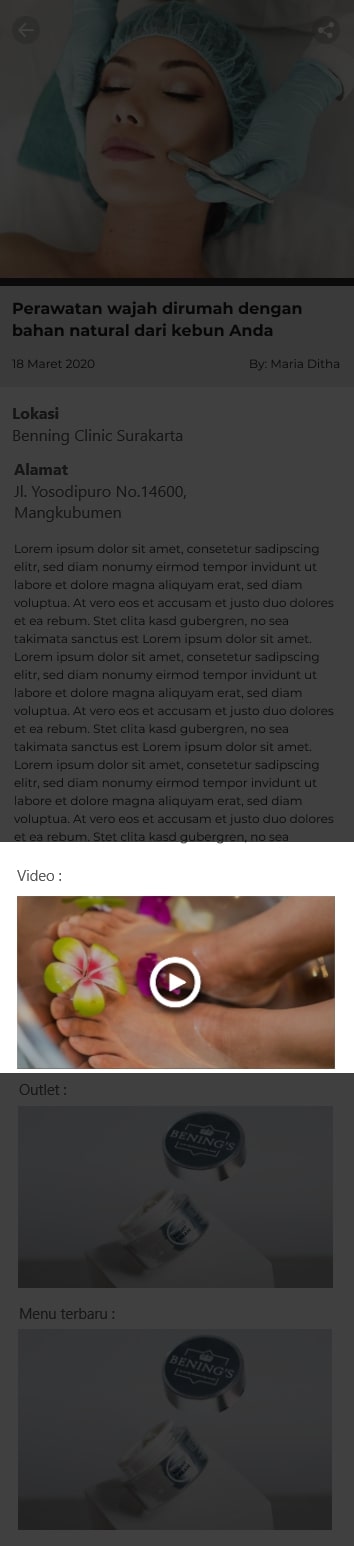 Perawatan wajah dirumah dengan
bahan natural dari kebun Anda
18 Maret 2020 By: Maria Ditha
Lokasi
Benning Clinic Surakarta
Alamat
Jl. Yosodipuro No.14600,
Mangkubumen
Lorem ipsum dolor sit amet, consetetur sadipscing
elitr, sed diam nonumy eirmod tempor invidunt ut
labore et dolore magna aliquyam erat, sed diam
voluptua. At vero eos et accusam et justo duo dolores
et ea rebum. Stet clita kasd gubergren, no sea
takimata sanctus est Lorem ipsum dolor sit amet.
Lorem ipsum dolor sit amet, consetetur sadipscing
elitr, sed diam nonumy eirmod tempor invidunt ut
labore et dolore magna aliquyam erat, sed diam
voluptua. At vero eos et accusam et justo duo dolores
et ea rebum. Stet clita kasd gubergren, no sea
takimata sanctus est Lorem ipsum dolor sit amet.
Lorem ipsum dolor sit amet, consetetur sadipscing
elitr, sed diam nonumy eirmod tempor invidunt ut
labore et dolore magna aliquyam erat, sed diam
voluptua. At vero eos et accusam et justo duo dolores
et ea rebum. Stet clita kasd gubergren, no sea
Video :
Outlet :
BENING'S
Menu terbaru :
BENING'S